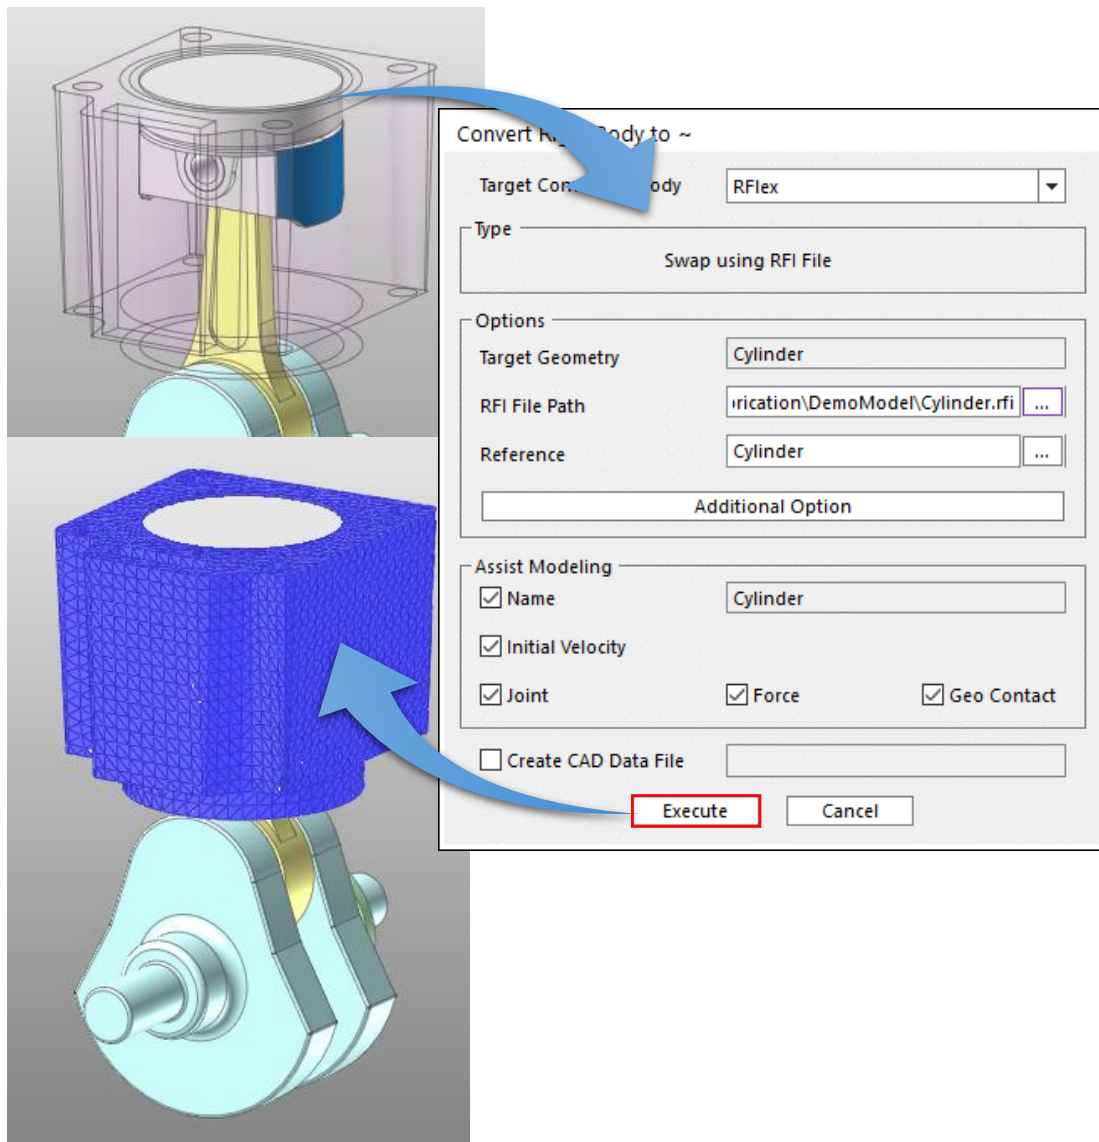 Convert Body to ~
Target ody RFlex
Type
Swap using RFI File
Options
Target Geometry Cylinder
RFI File Path rication\DemoModel\Cylinder.rfi ...
Reference Cylinder ...
Additional Option
Assist Modeling
Name Cylinder
Initial Velocity
Joint Force Geo Contact
Create CAD Data File
Execute Cancel